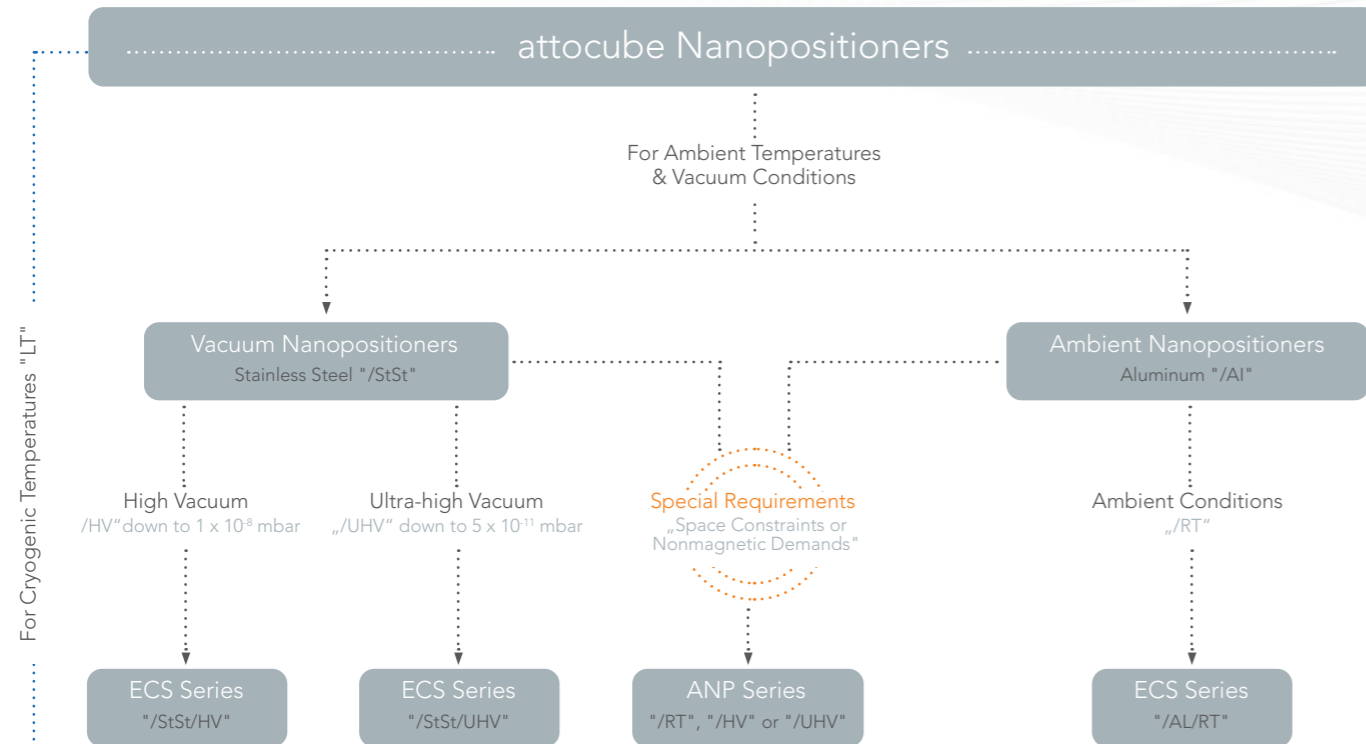 attocube Nanopositioners
For Ambient Temperatures
& Vacuum Conditions
For Cryogenic Temperatures "LT"
Vacuum Nanopositioners
Stainless Steel "/StSt"
Ambient Nanopositioners
Aluminum "/Al"
High Vacuum
/HV“down to 1 x 10⁻⁸ mbar
Ultra-high Vacuum
„/UHV“ down to 5 x 10⁻¹¹ mbar
Special Requirements
„Space Constraints or
Nonmagnetic Demands"
Ambient Conditions
„/RT“
ECS Series
"/StSt/HV"
ECS Series
"/StSt/UHV"
ANP Series
"/RT", "/HV" or "/UHV"
ECS Series
"/AL/RT"